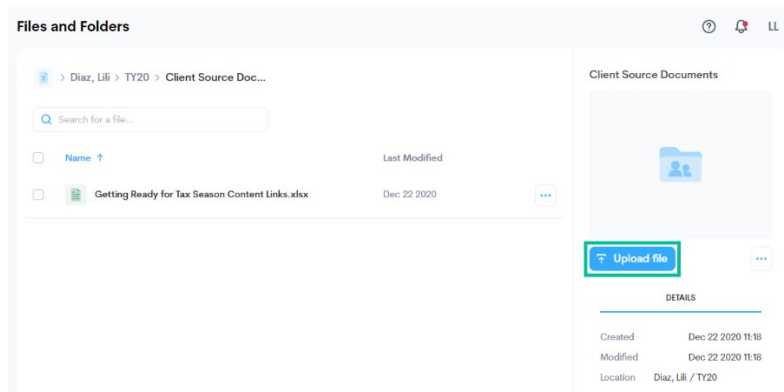 Files and Folders
LL
> Diaz, Lili > TY20 > Client Source Doc...
Search for a file...
Name ↑ Last Modified
Getting Ready for Tax Season Content Links.xlsx Dec 22 2020
Client Source Documents
Upload file
DETAILS
Created Dec 22 2020 11:18
Modified Dec 22 2020 11:18
Location Diaz, Lili / TY20